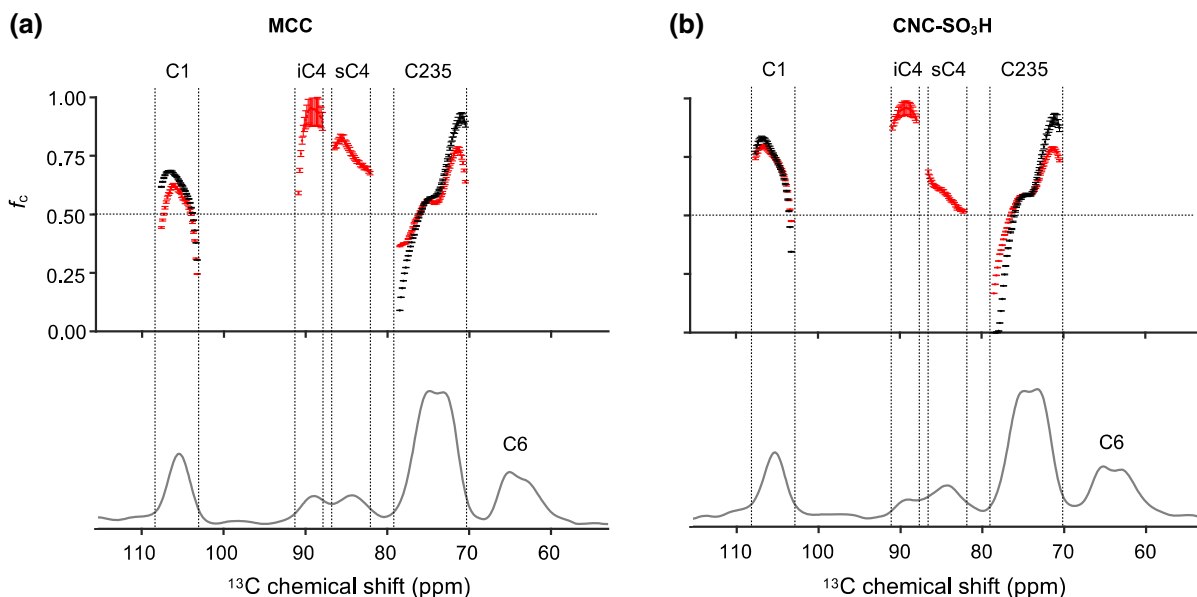 (a) MCC
C1 iC4 sC4 C235
1.00
0.75
0.50
0.25
0.00
fc
C6
110 100 90 80 70 60
13C chemical shift (ppm)
(b) CNC-SO₃H
C1 iC4 sC4 C235
C6
110 100 90 80 70 60
¹³C chemical shift (ppm)